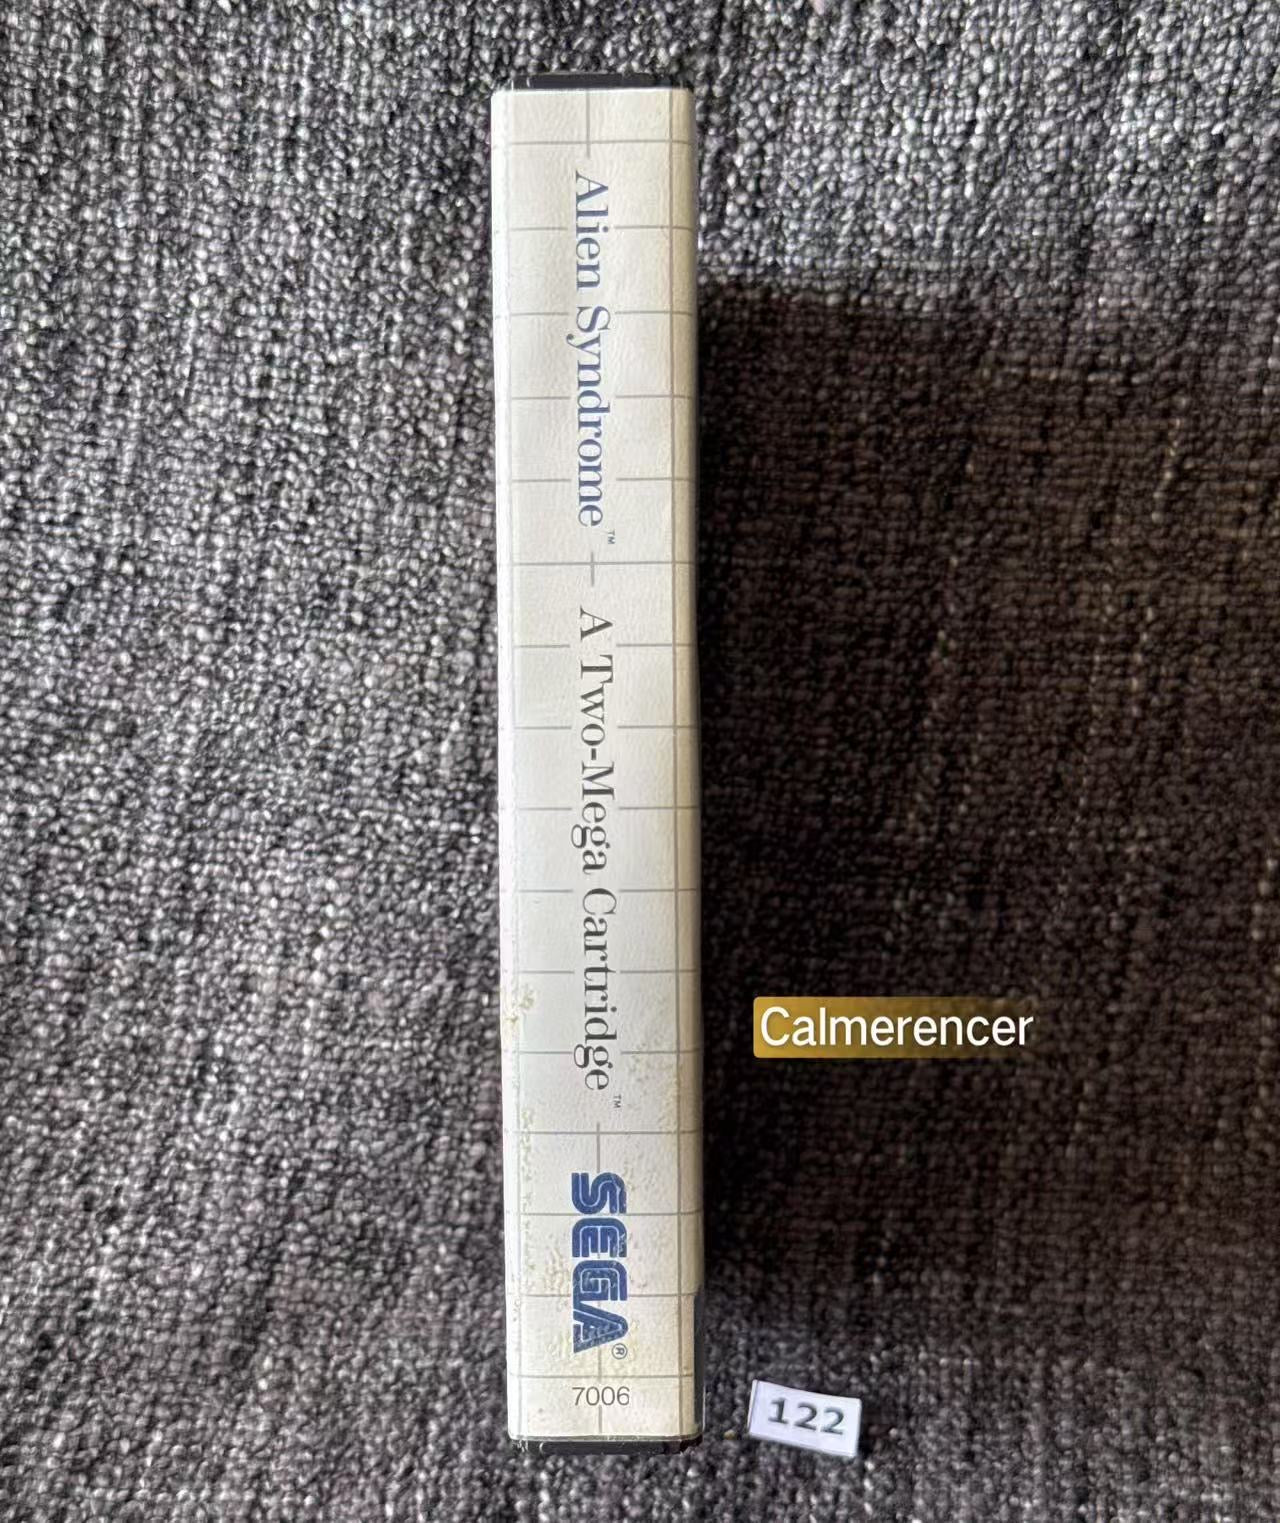 Alien Syndrome™ A Two-Mega Cartridge™
SEGA®
7006
Calmerencer
122